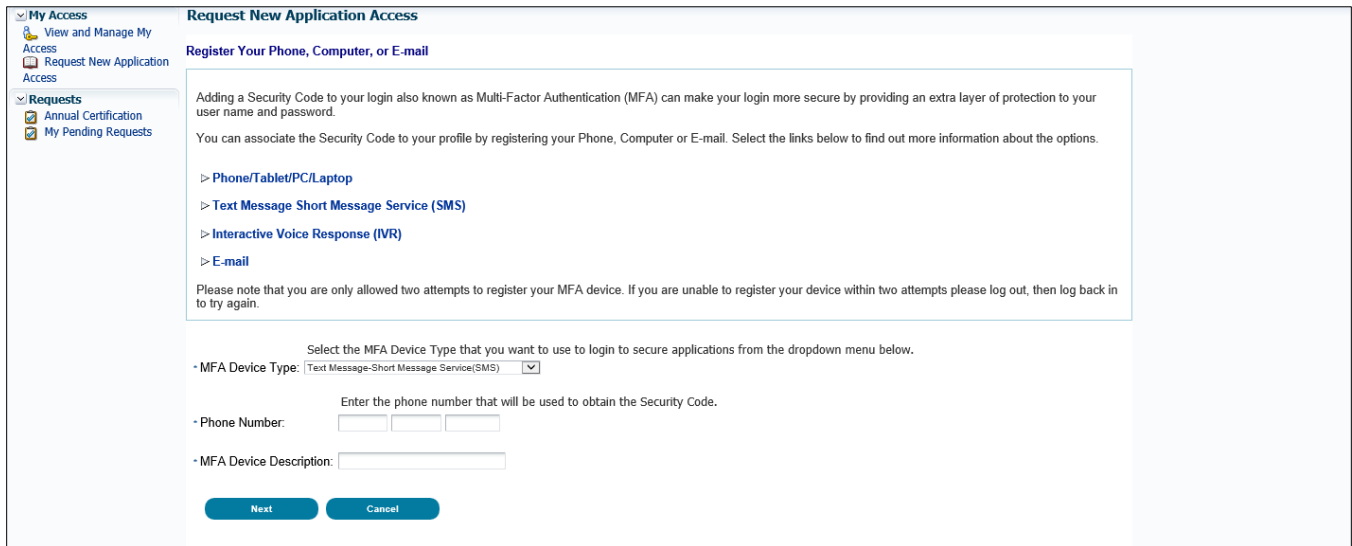 My Access
View and Manage My
Access
Request New Application
Access
Requests
Annual Certification
My Pending Requests
Request New Application Access
Register Your Phone, Computer, or E-mail
Adding a Security Code to your login also known as Multi-Factor Authentication (MFA) can make your login more secure by providing an extra layer of protection to your
user name and password.
You can associate the Security Code to your profile by registering your Phone, Computer or E-mail. Select the links below to find out more information about the options.
Phone/Tablet/PC/Laptop
Text Message Short Message Service (SMS)
Interactive Voice Response (IVR)
E-mail
Please note that you are only allowed two attempts to register your MFA device. If you are unable to register your device within two attempts please log out, then log back in
to try again.
Select the MFA Device Type that you want to use to login to secure applications from the dropdown menu below.
MFA Device Type: Text Message-Short Message Service(SMS)
Enter the phone number that will be used to obtain the Security Code.
Phone Number:
MFA Device Description:
Next Cancel